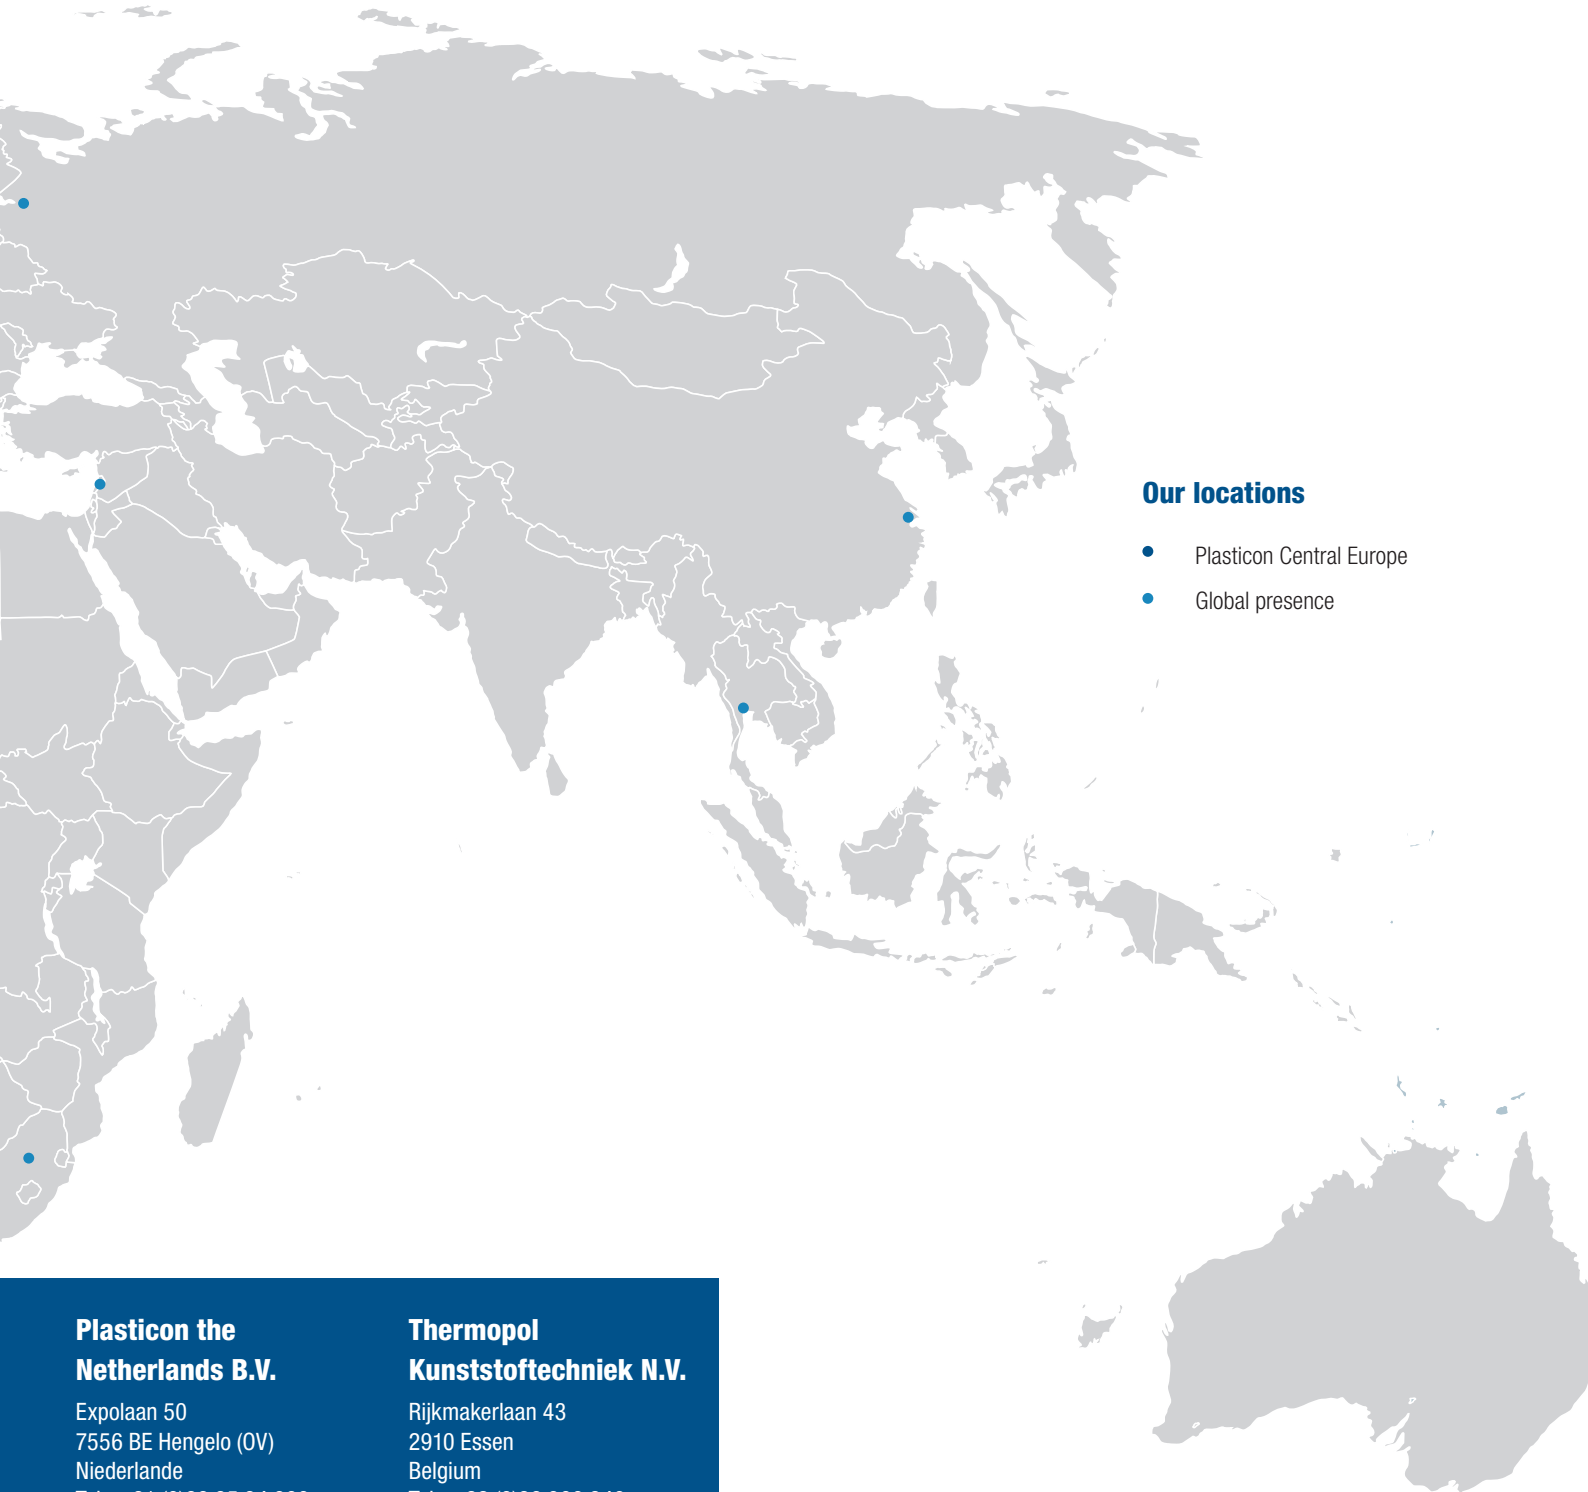 Our locations
Plasticon Central Europe
Global presence
Plasticon the
Netherlands B.V.
Expolaan 50
7556 BE Hengelo (OV)
Niederlande
Thermopol
Kunststoftechniek N.V.
Rijkmakerlaan 43
2910 Essen
Belgium